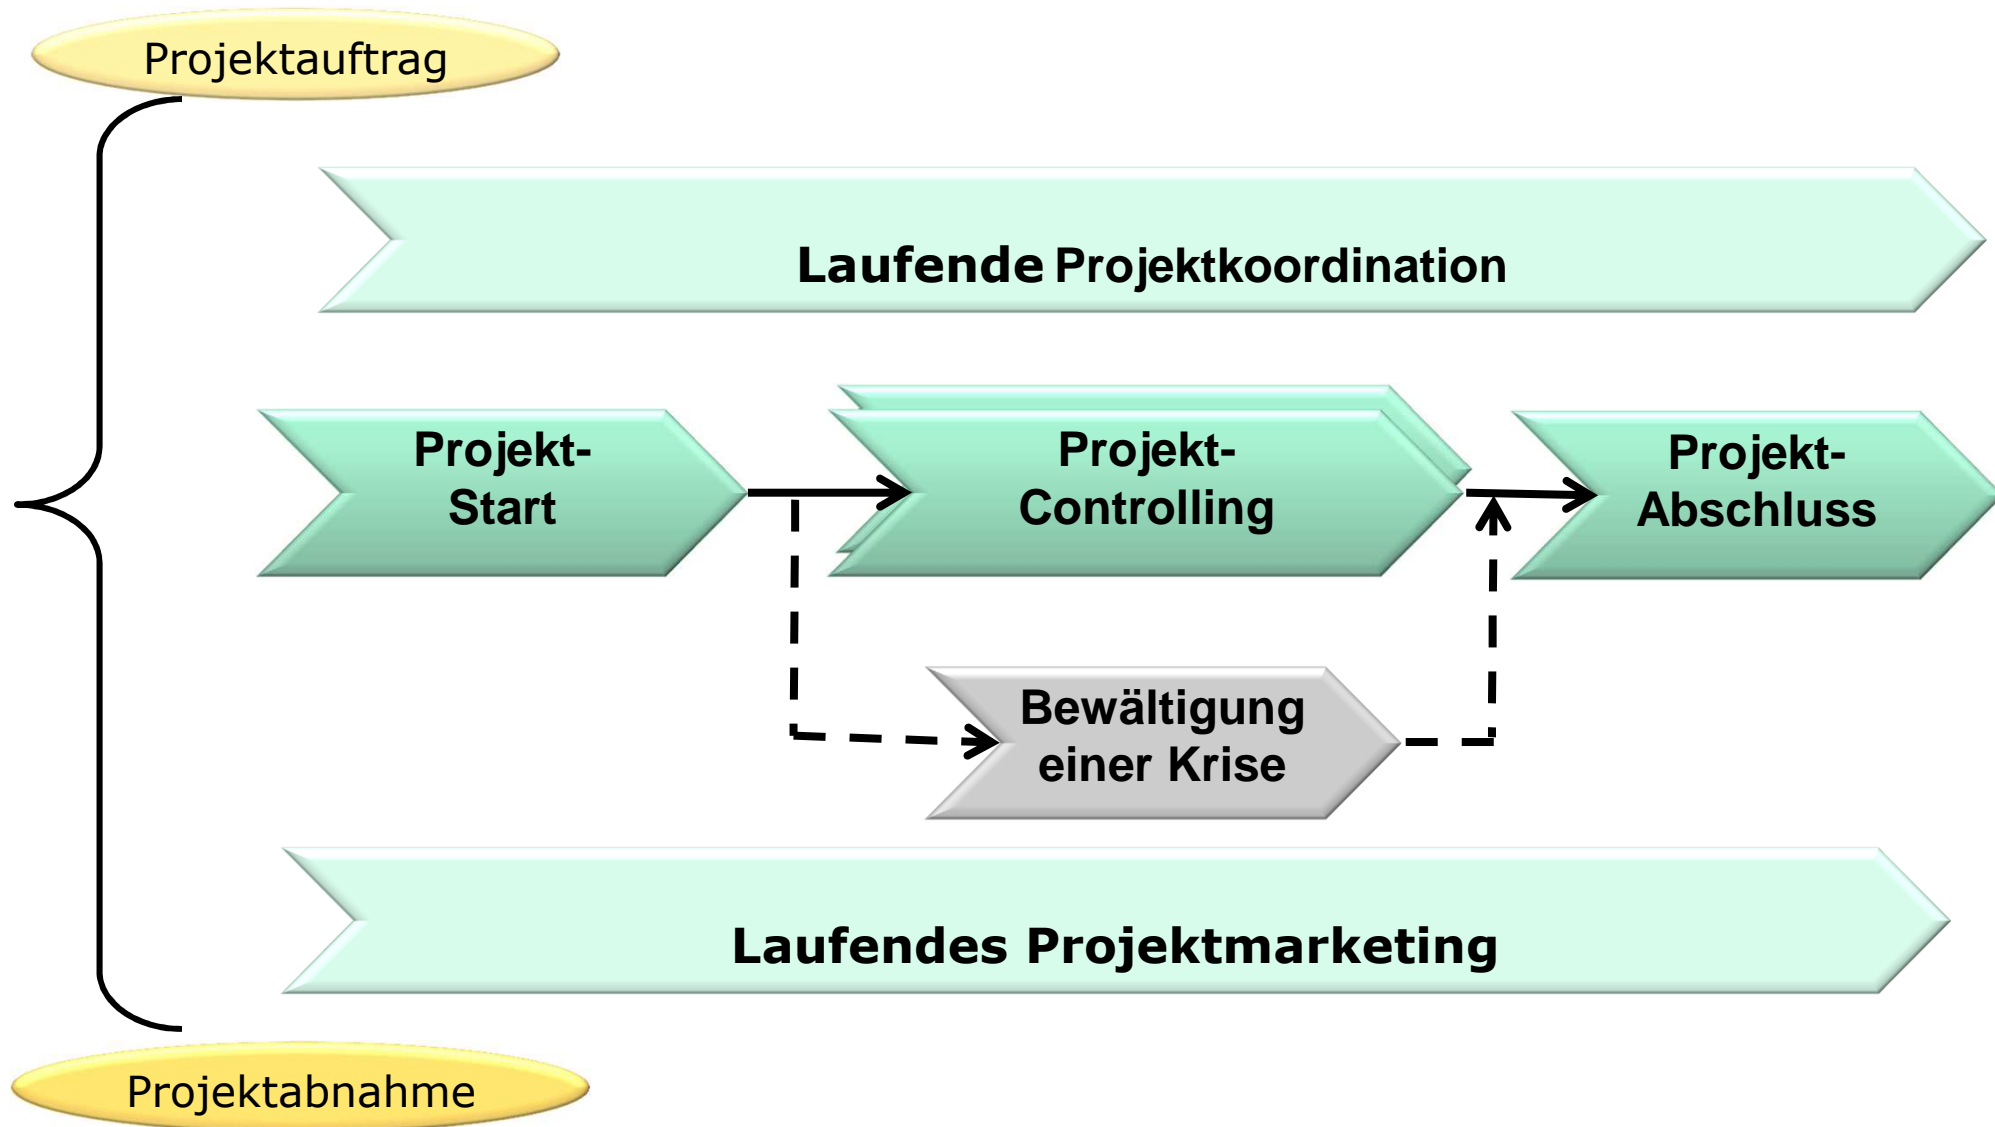 Projektauftrag
Laufende Projektkoordination
Projekt-
Start
Projekt-
Controlling
Projekt-
Abschluss
Bewältigung
einer Krise
Laufendes Projektmarketing
Projektabnahme